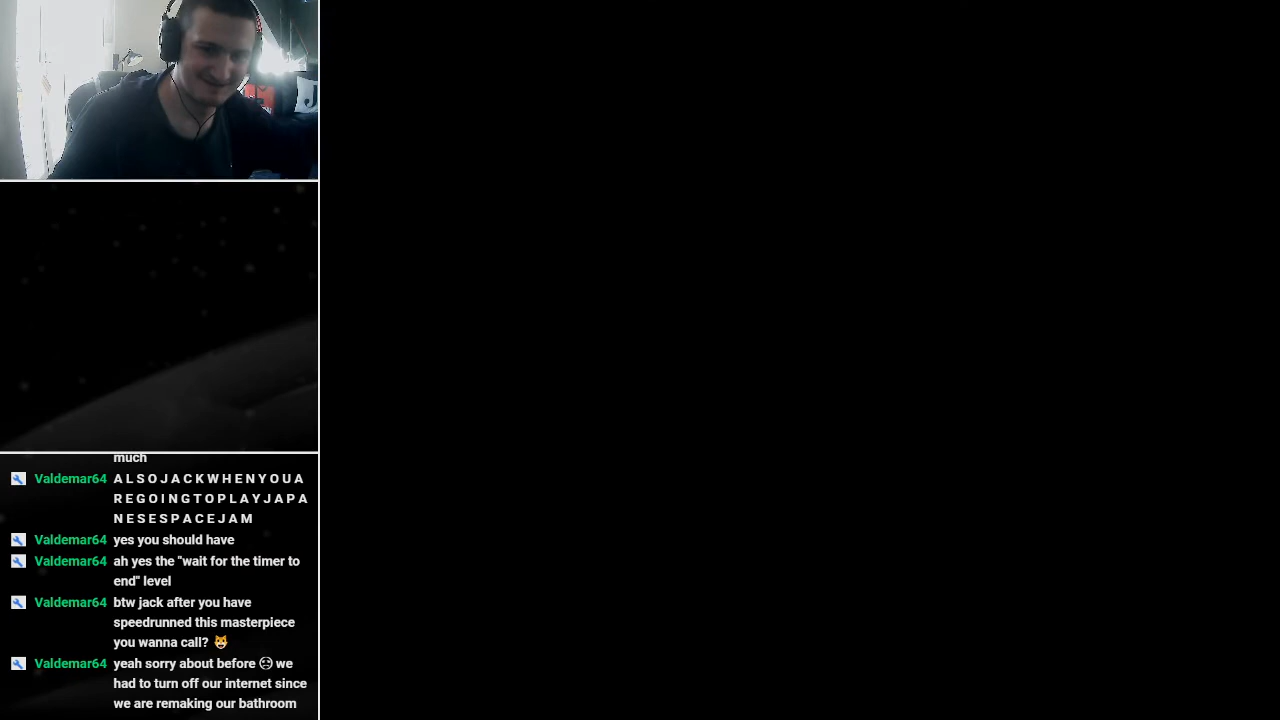 much
Valdemar64 A L S O J A C K W H E N Y O U A
R E G O I N G T O P L A Y J A P A
N E S E S P A C E J A M
Valdemar64 yes you should have
Valdemar64 ah yes the "wait for the timer to
end" level
Valdemar64 btw jack after you have
speedrunned this masterpiece
you wanna call? 😸
Valdemar64 yeah sorry about before ☹ we
had to turn off our internet since
we are remaking our bathroom